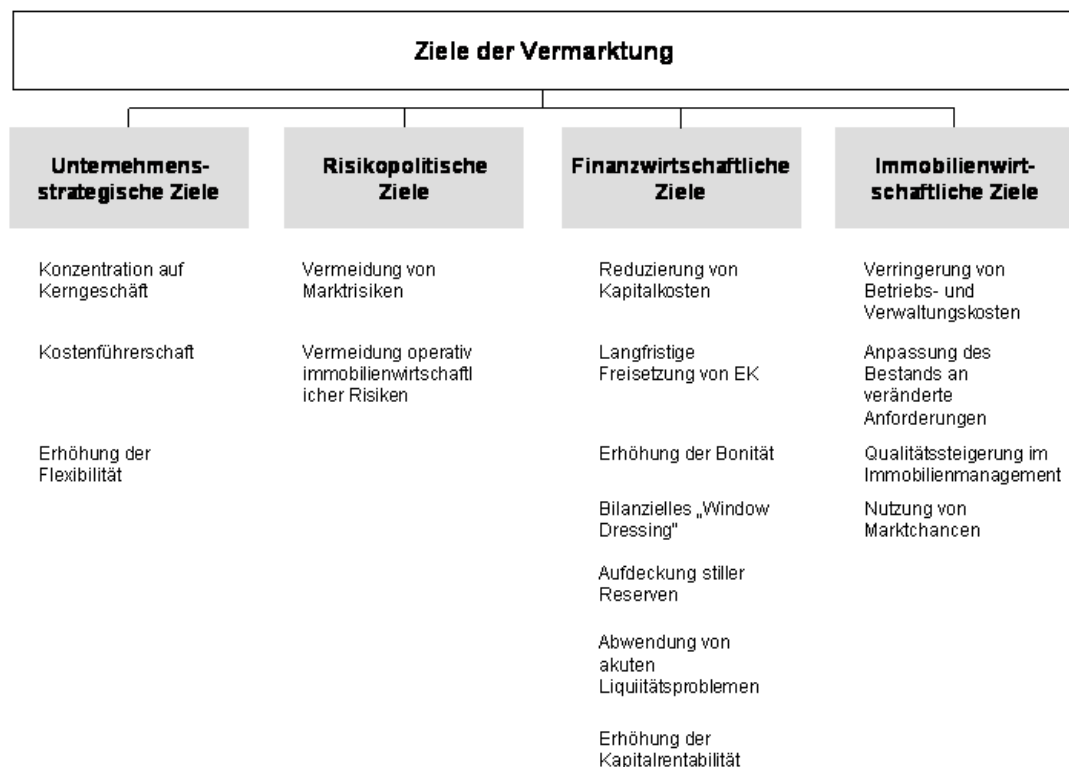 Ziele der Vermarktung
Unternehmens-
strategische Ziele
Konzentration auf
Kerngeschäft
Kostenführerschaft
Erhöhung der
Flexibilität
Risikopolitische
Ziele
Vermeidung von
Marktrisiken
Vermeidung operativ
immobilienwirtschaftl
icher Risiken
Finanzwirtschaftliche
Ziele
Reduzierung von
Kapitalkosten
Langfristige
Freisetzung von EK
Erhöhung der Bonität
Bilanzielles „Window
Dressing"
Aufdeckung stiller
Reserven
Abwendung von
akuten
Liquiitätsproblemen
Erhöhung der
Kapitalrentabilität
Immobilienwirt-
schaftliche Ziele
Verringerung von
Betriebs- und
Verwaltungskosten
Anpassung des
Bestands an
veränderte
Anforderungen
Qualitätssteigerung im
Immobilienmanagement
Nutzung von
Marktchancen